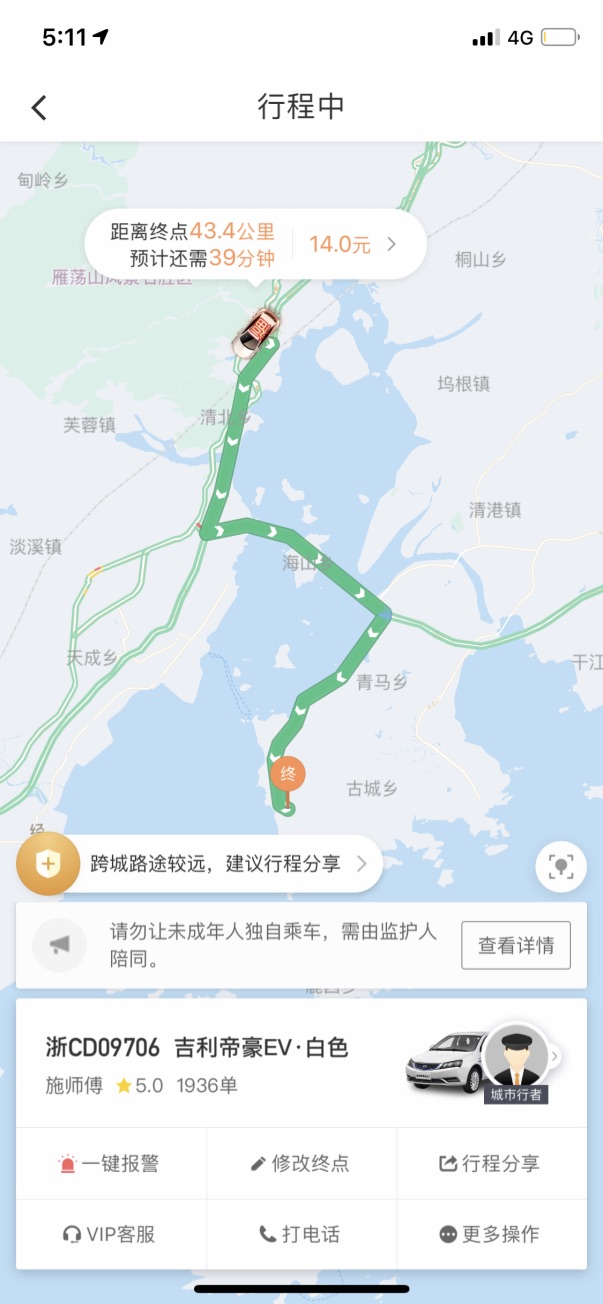 5:11
4G
行程中
甸岭乡
距离终点43.4公里
预计还需39分钟
14.0元
桐山乡
雁荡山风景名胜区
坞根镇
清北乡
芙蓉镇
清港镇
淡溪镇
海山乡
天成乡
干江
青马乡
终
古城乡
跨城路途较远，建议行程分享
请勿让未成年人独自乘车，需由监护人
陪同。
查看详情
浙CD09706 吉利帝豪EV·白色
施师傅 5.0 1936单
城市行者
一键报警
修改终点
行程分享
VIP客服
打电话
更多操作